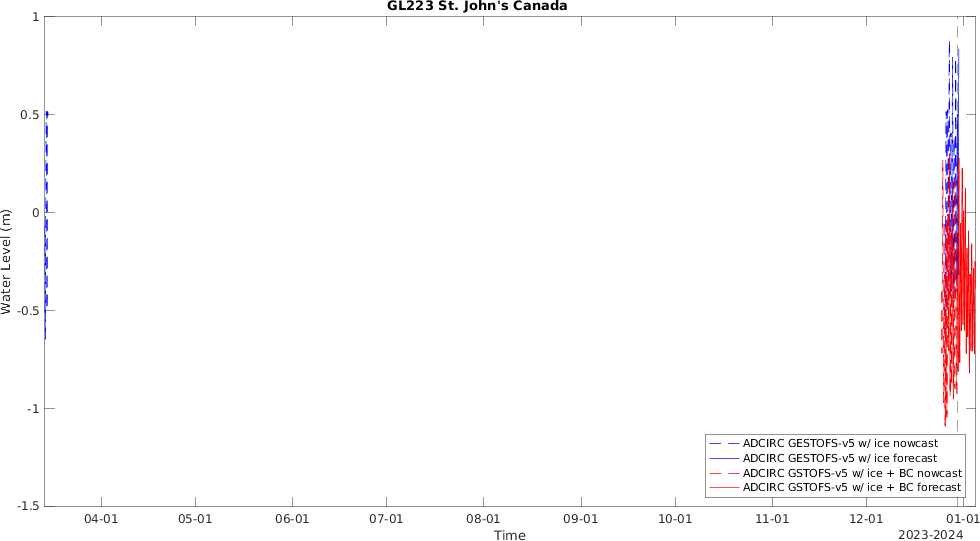 GL223 St. John's Canada
1
0.5
0
-0.5
-1
-1.5
Water Level (m)
04-01 05-01 06-01 07-01 08-01 09-01 10-01 11-01 12-01 01-01
Time
2023-2024
ADCIRC GESTOFS-v5 w/ ice nowcast
ADCIRC GESTOFS-v5 w/ ice forecast
ADCIRC GSTOFS-v5 w/ ice + BC nowcast
ADCIRC GSTOFS-v5 w/ ice + BC forecast